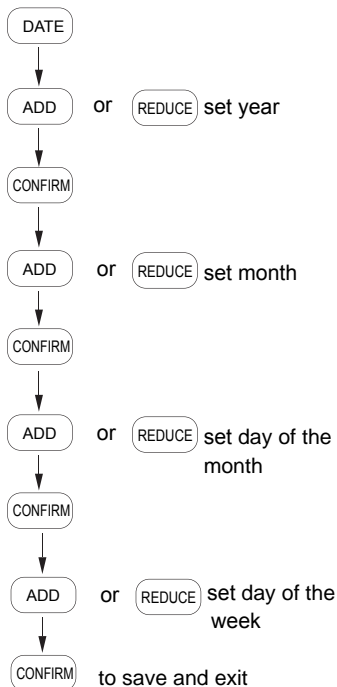 DATE
ADD or REDUCE set year
CONFIRM
ADD or REDUCE set month
CONFIRM
ADD or REDUCE set day of the
month
CONFIRM
ADD or REDUCE set day of the
week
CONFIRM to save and exit